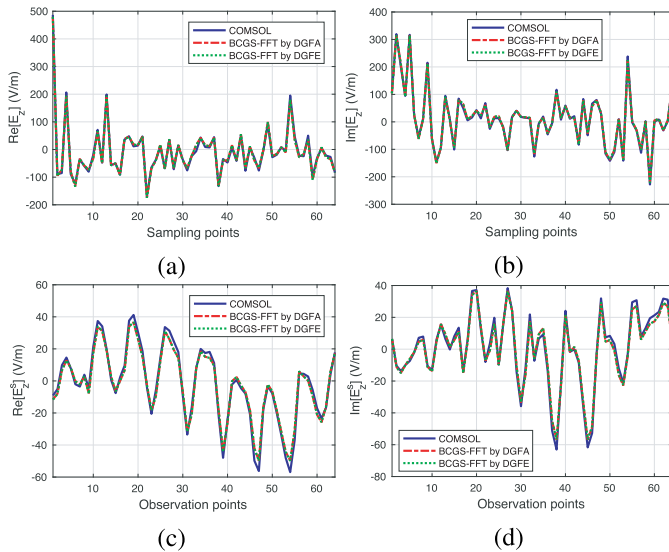 500
400
300
200
100
0
-100
-200
10
20
30
40
50
60
Re[E_z] (V/m)
Sampling points
COMSOL
BCGS-FFT by DGFA
BCGS-FFT by DGFE
(a)
400
300
200
100
0
-100
-200
-300
10
20
30
40
50
60
Im[E_z] (V/m)
Sampling points
COMSOL
BCGS-FFT by DGFA
BCGS-FFT by DGFE
(b)
60
40
20
0
-20
-40
-60
10
20
30
40
50
60
Re[E_z^s] (V/m)
Observation points
COMSOL
BCGS-FFT by DGFA
BCGS-FFT by DGFE
(c)
40
20
0
-20
-40
-60
-80
10
20
30
40
50
60
Im[E_z^s] (V/m)
Observation points
COMSOL
BCGS-FFT by DGFA
BCGS-FFT by DGFE
(d)